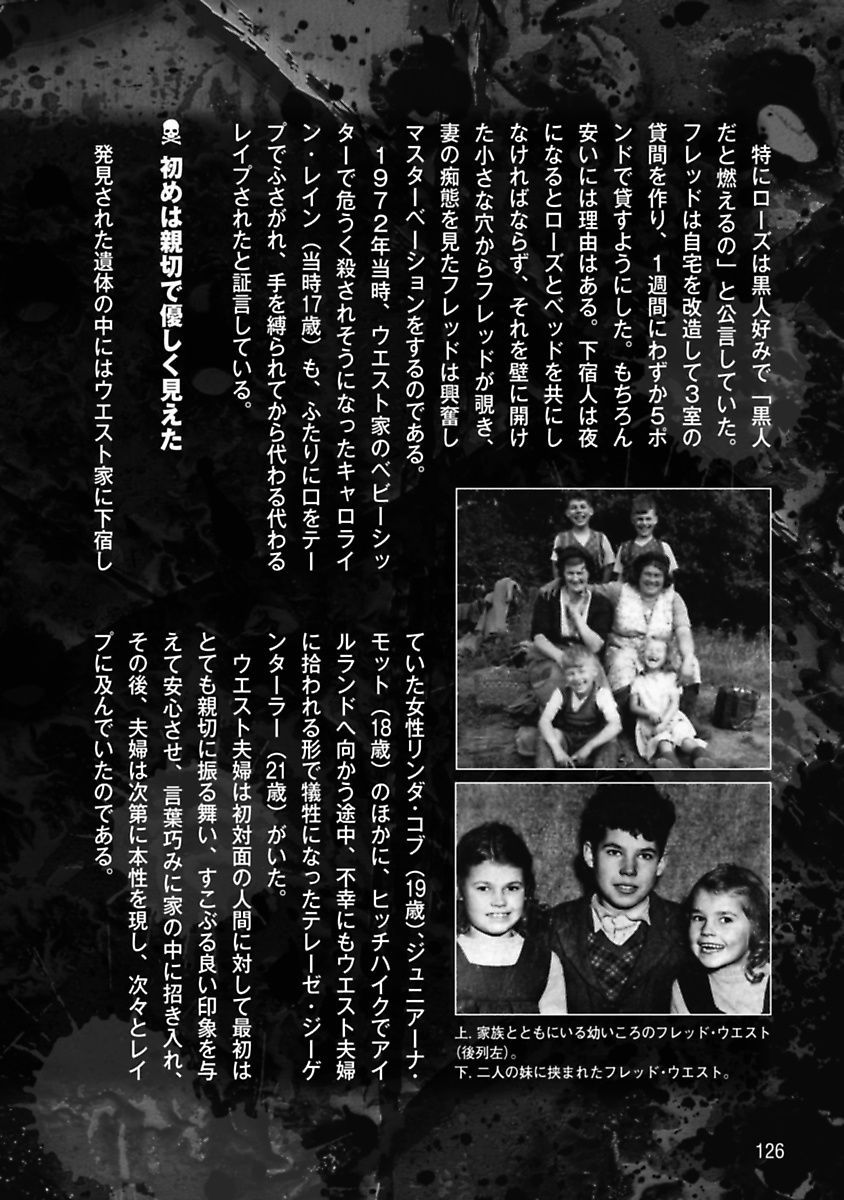 特にローズは黒人好みで「黒人
だと燃えるの」と公言していた。
フレッドは自宅を改造して3室の
貸間を作り、1週間にわずか5ポ
ンドで貸すようにした。もちろん
安いには理由はある。下宿人は夜
になるとローズとベッドを共にし
なければならず、それを壁に開け
た小さな穴からフレッドが覗き、
妻の痴態を見たフレッドは興奮し
マスターベーションをするのである。
1972年当時、ウエスト家のベビーシッ
ターで危うく殺されそうになったキャロライ
ン・レイン（当時17歳）も、ふたりに口をテー
プでふさがれ、手を縛られてから代わる代わる
レイプされたと証言している。
初めは親切で優しく見えた
発見された遺体の中にはウエスト家に下宿し
ていた女性リンダ・コブ（19歳）、ジュニアーナ・
モット（18歳）のほかに、ヒッチハイクでアイ
ルランドへ向かう途中、不幸にもウエスト夫婦
に拾われる形で犠牲になったテレーゼ・ジーゲ
ンターラー（21歳）がいた。
ウエスト夫婦は初対面の人間に対して最初は
とても親切に振る舞い、すこぶる良い印象を与
えて安心させ、言葉巧みに家の中に招き入れ、
その後、夫婦は次第に本性を現し、次々とレイ
プに及んでいたのである。
上. 家族とともにいる幼いころのフレッド・ウエスト
（後列左）。
下. 二人の妹に挟まれたフレッド・ウエスト。
126